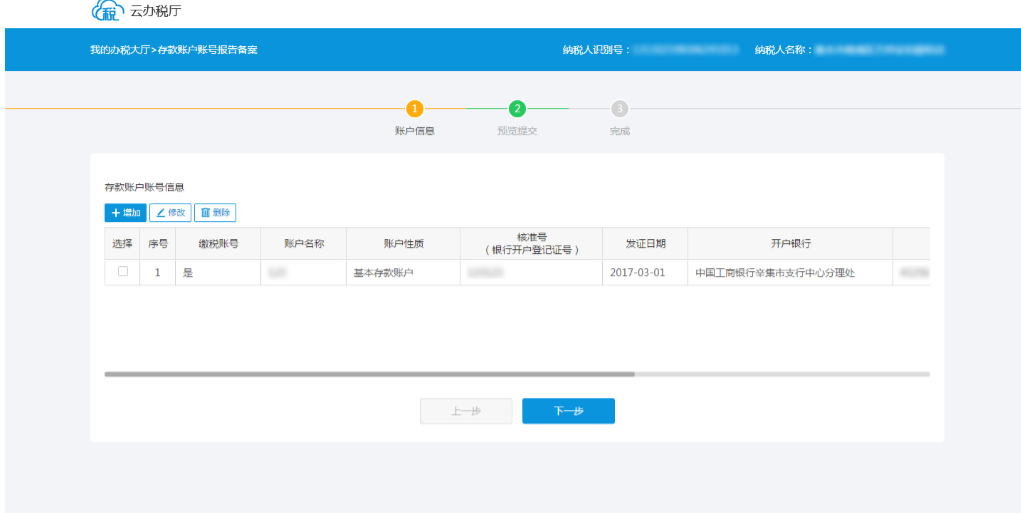 税 云办税厅
我的办税大厅>存款账户账号报告备案 纳税人识别号： 纳税人名称：
1 2 3
账户信息 预览提交 完成
存款账户账号信息
增加 修改 删除
选择 序号 缴税账号 账户名称 账户性质 核准号 发证日期 开户银行
（银行开户登记证号）
1 是 基本存款账户 2017-03-01 中国工商银行辛集市支行中心分理处
上一步 下一步